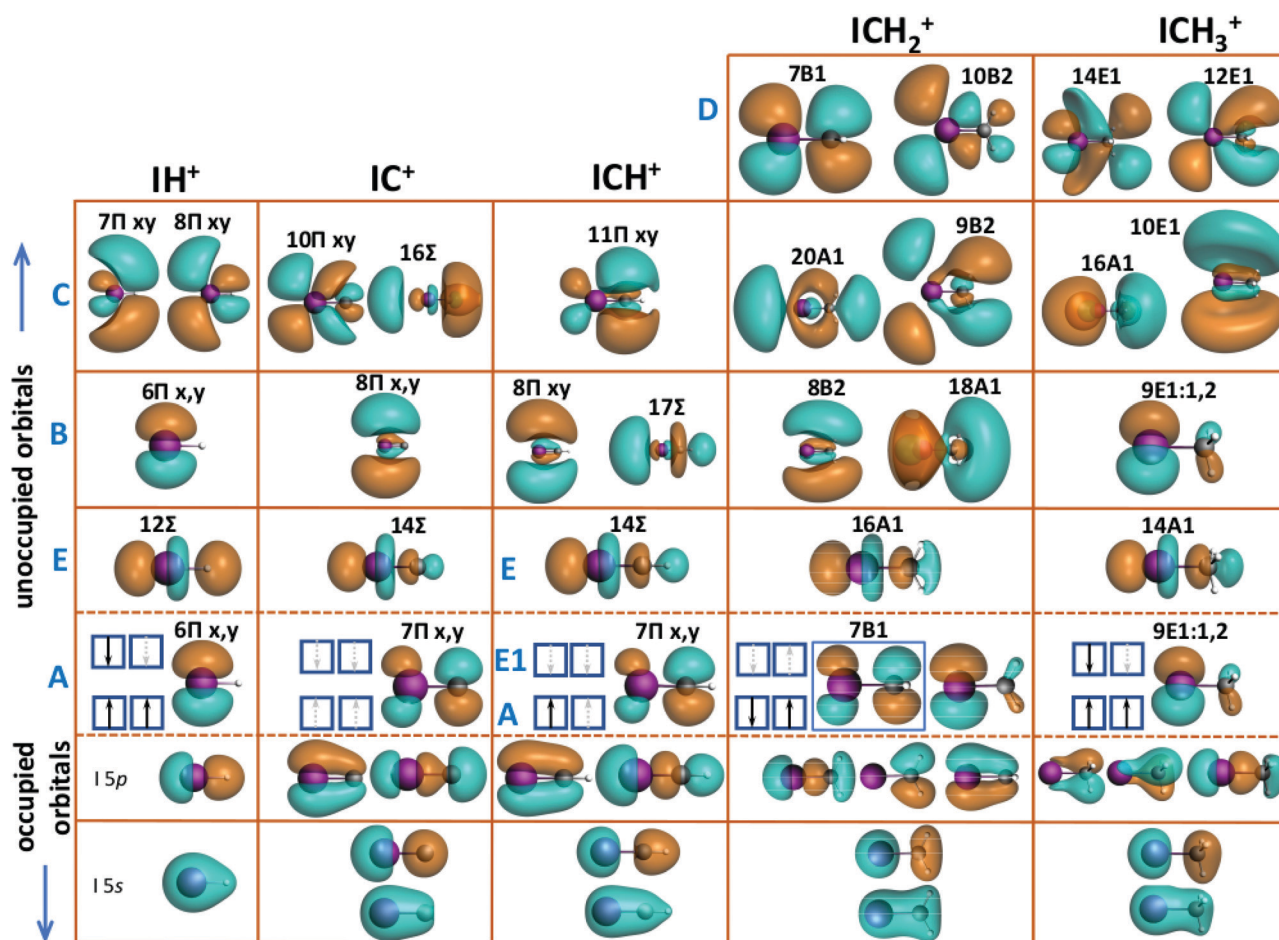 ICH₂⁺ ICH₃⁺
D 7B1 10B2 14E1 12E1
IH⁺ IC⁺ ICH⁺
C 7Π xy 8Π xy 10Π xy 16Σ 11Π xy 20A1 9B2 16A1 10E1
B 6Π x,y 8Π x,y 8Π xy 17Σ 8B2 18A1 9E1:1,2
E 12Σ 14Σ E 14Σ 16A1 14A1
A 6Π x,y 7Π x,y E1 A 7Π x,y 7B1 9E1:1,2
I 5p
I 5s
unoccupied orbitals
occupied
orbitals